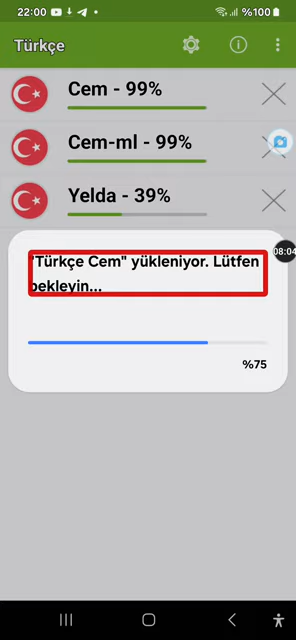 22:00 %100
Türkçe
Cem - 99%
Cem-ml - 99%
Yelda - 39%
08:04
"Türkçe Cem" yükleniyor. Lütfen
bekleyin...
%75